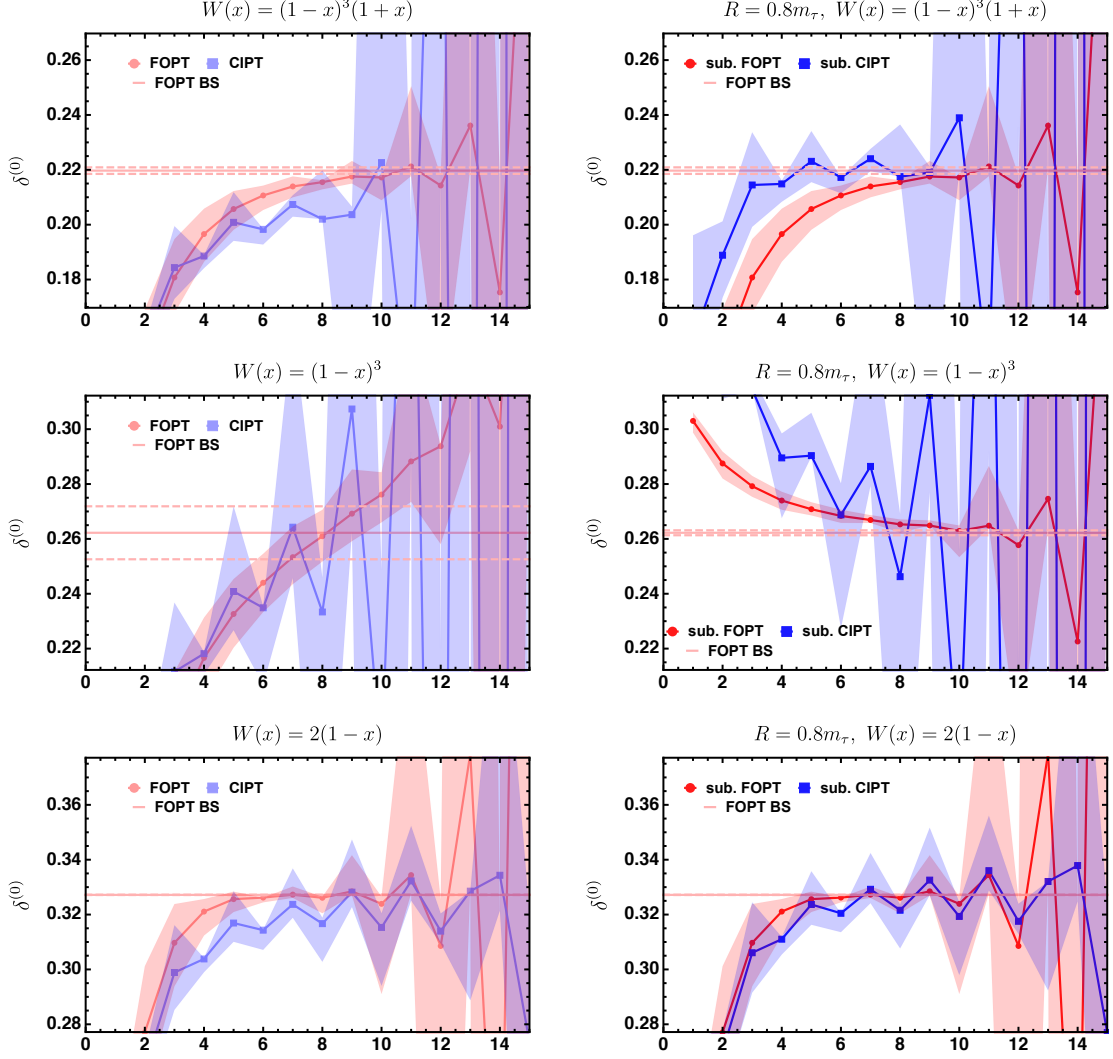 W(x) = (1 − x)³(1 + x)
δ⁽⁰⁾
0.26
0.24
0.22
0.20
0.18
FOPT CIPT
FOPT BS
0 2 4 6 8 10 12 14
R = 0.8m_τ, W(x) = (1 − x)³(1 + x)
δ⁽⁰⁾
0.26
0.24
0.22
0.20
0.18
sub. FOPT sub. CIPT
FOPT BS
0 2 4 6 8 10 12 14
W(x) = (1 − x)³
δ⁽⁰⁾
0.30
0.28
0.26
0.24
0.22
FOPT CIPT
FOPT BS
0 2 4 6 8 10 12 14
R = 0.8m_τ, W(x) = (1 − x)³
δ⁽⁰⁾
0.30
0.28
0.26
0.24
0.22
sub. FOPT sub. CIPT
FOPT BS
0 2 4 6 8 10 12 14
W(x) = 2(1 − x)
δ⁽⁰⁾
0.36
0.34
0.32
0.30
0.28
FOPT CIPT
FOPT BS
0 2 4 6 8 10 12 14
R = 0.8m_τ, W(x) = 2(1 − x)
δ⁽⁰⁾
0.36
0.34
0.32
0.30
0.28
sub. FOPT sub. CIPT
FOPT BS
0 2 4 6 8 10 12 14